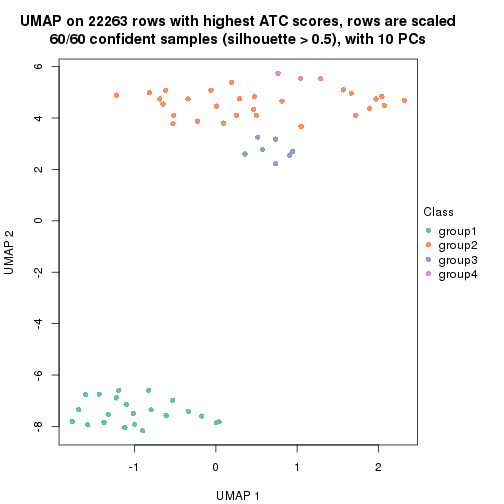 UMAP on 22263 rows with highest ATC scores, rows are scaled
60/60 confident samples (silhouette > 0.5), with 10 PCs
6
4
2
0
-2
-4
-6
-8
UMAP 2
-1
0
1
2
UMAP 1
Class
group1
group2
group3
group4